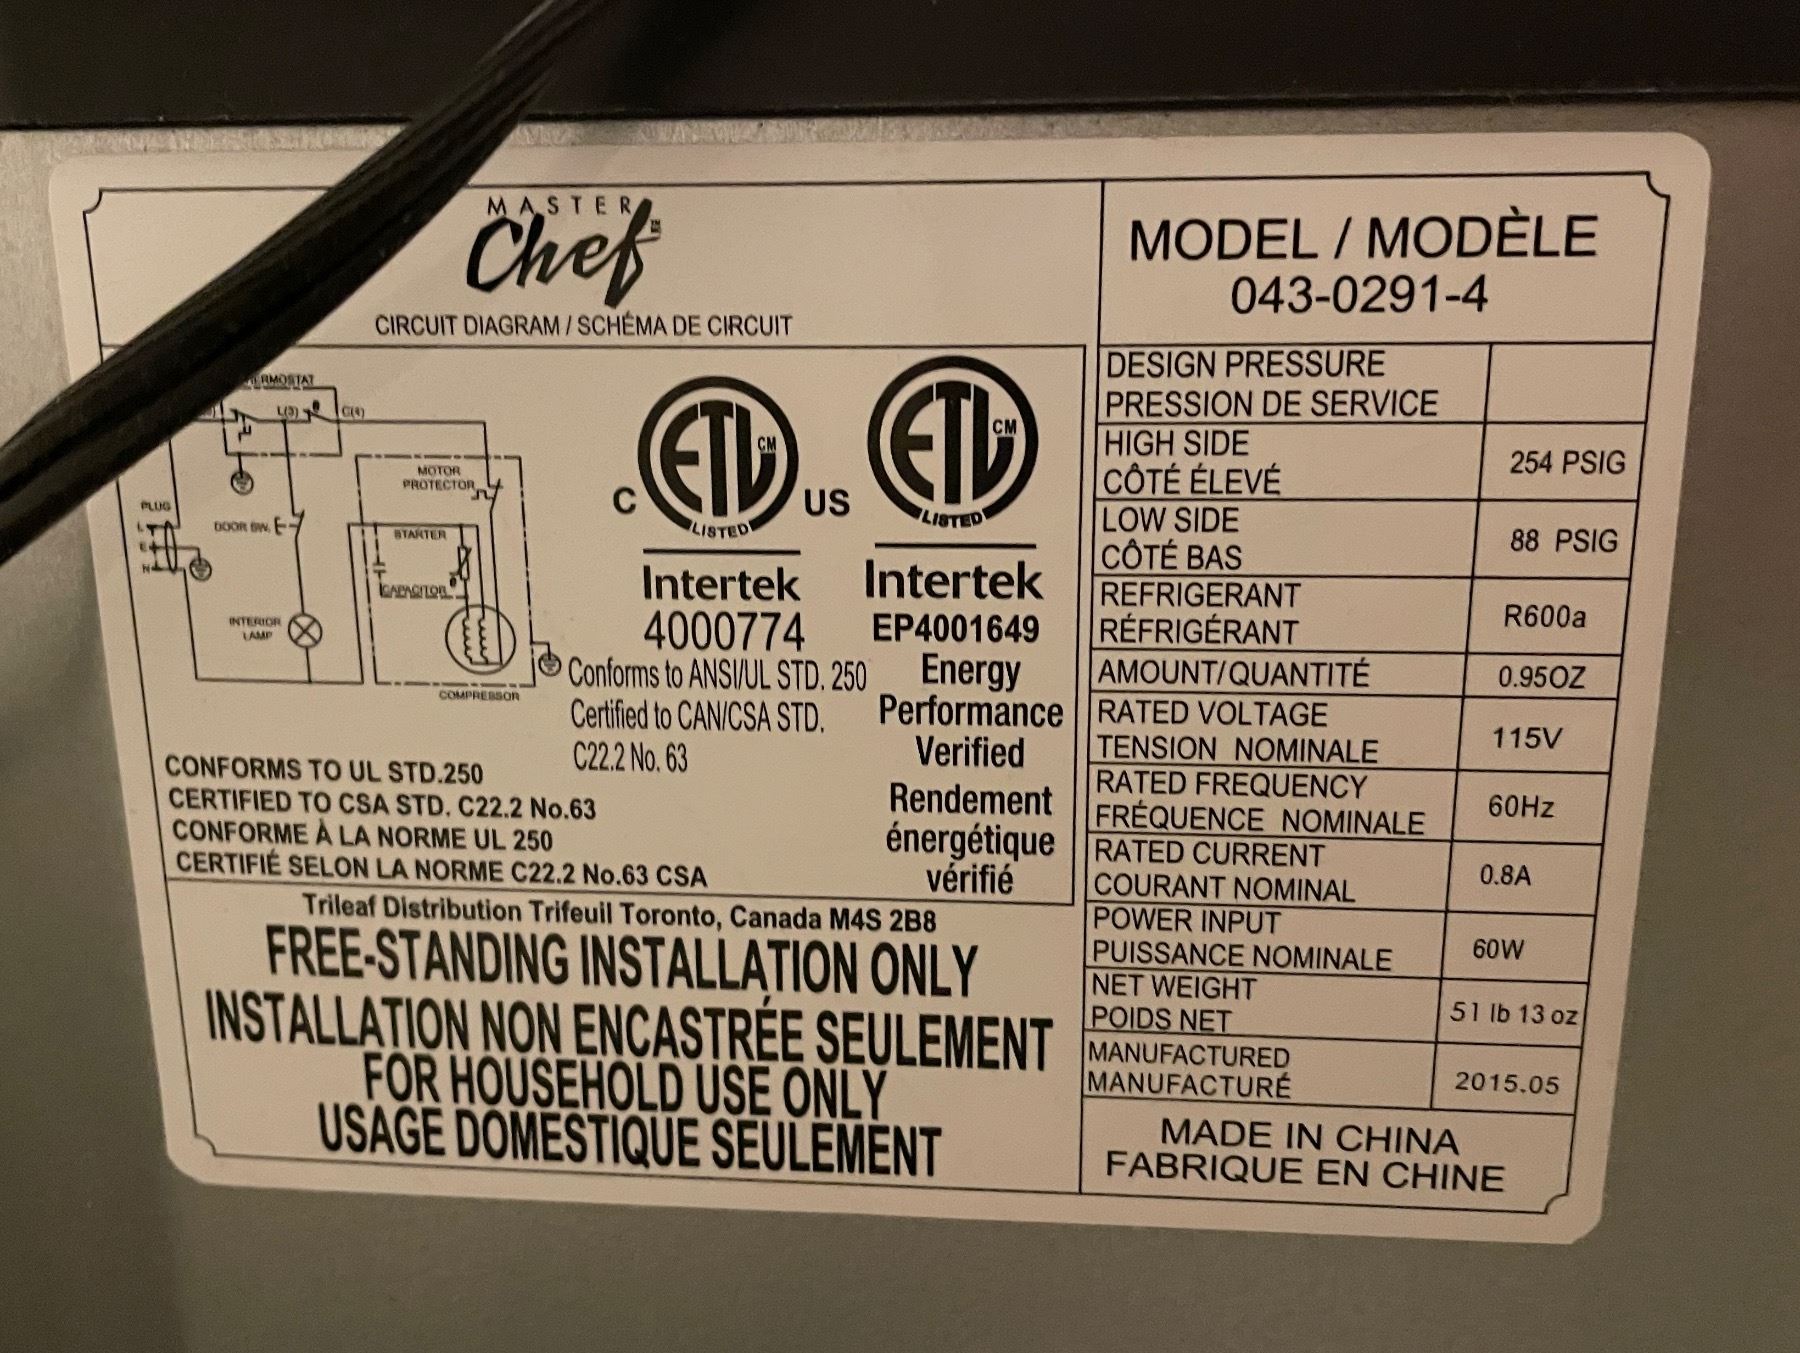 MASTER
Chef
CIRCUIT DIAGRAM / SCHÉMA DE CIRCUIT
L(3)
C(4)
MOTOR
PROTECTOR
PLUG
L
E
N
DOOR SW.
STARTER
CAPACITOR
INTERIOR
LAMP
COMPRESSOR
C
ETL
CM
LISTED
US
Intertek
4000774
Conforms to ANSI/UL STD. 250
Certified to CAN/CSA STD.
C22.2 No. 63
ETL
CM
LISTED
Intertek
EP4001649
Energy
Performance
Verified
Rendement
énergétique
vérifié
CONFORMS TO UL STD.250
CERTIFIED TO CSA STD. C22.2 No.63
CONFORME À LA NORME UL 250
CERTIFIÉ SELON LA NORME C22.2 No.63 CSA
Trileaf Distribution Trifeuil Toronto, Canada M4S 2B8
FREE-STANDING INSTALLATION ONLY
INSTALLATION NON ENCASTRÉE SEULEMENT
FOR HOUSEHOLD USE ONLY
USAGE DOMESTIQUE SEULEMENT
MODEL / MODÈLE
043-0291-4
DESIGN PRESSURE
PRESSION DE SERVICE
HIGH SIDE
CÔTÉ ÉLEVÉ
254 PSIG
LOW SIDE
CÔTÉ BAS
88 PSIG
REFRIGERANT
RÉFRIGÉRANT
R600a
AMOUNT/QUANTITÉ
0.95OZ
RATED VOLTAGE
TENSION NOMINALE
115V
RATED FREQUENCY
FRÉQUENCE NOMINALE
60Hz
RATED CURRENT
COURANT NOMINAL
0.8A
POWER INPUT
PUISSANCE NOMINALE
60W
NET WEIGHT
POIDS NET
51 lb 13 oz
MANUFACTURED
MANUFACTURÉ
2015.05
MADE IN CHINA
FABRIQUE EN CHINE